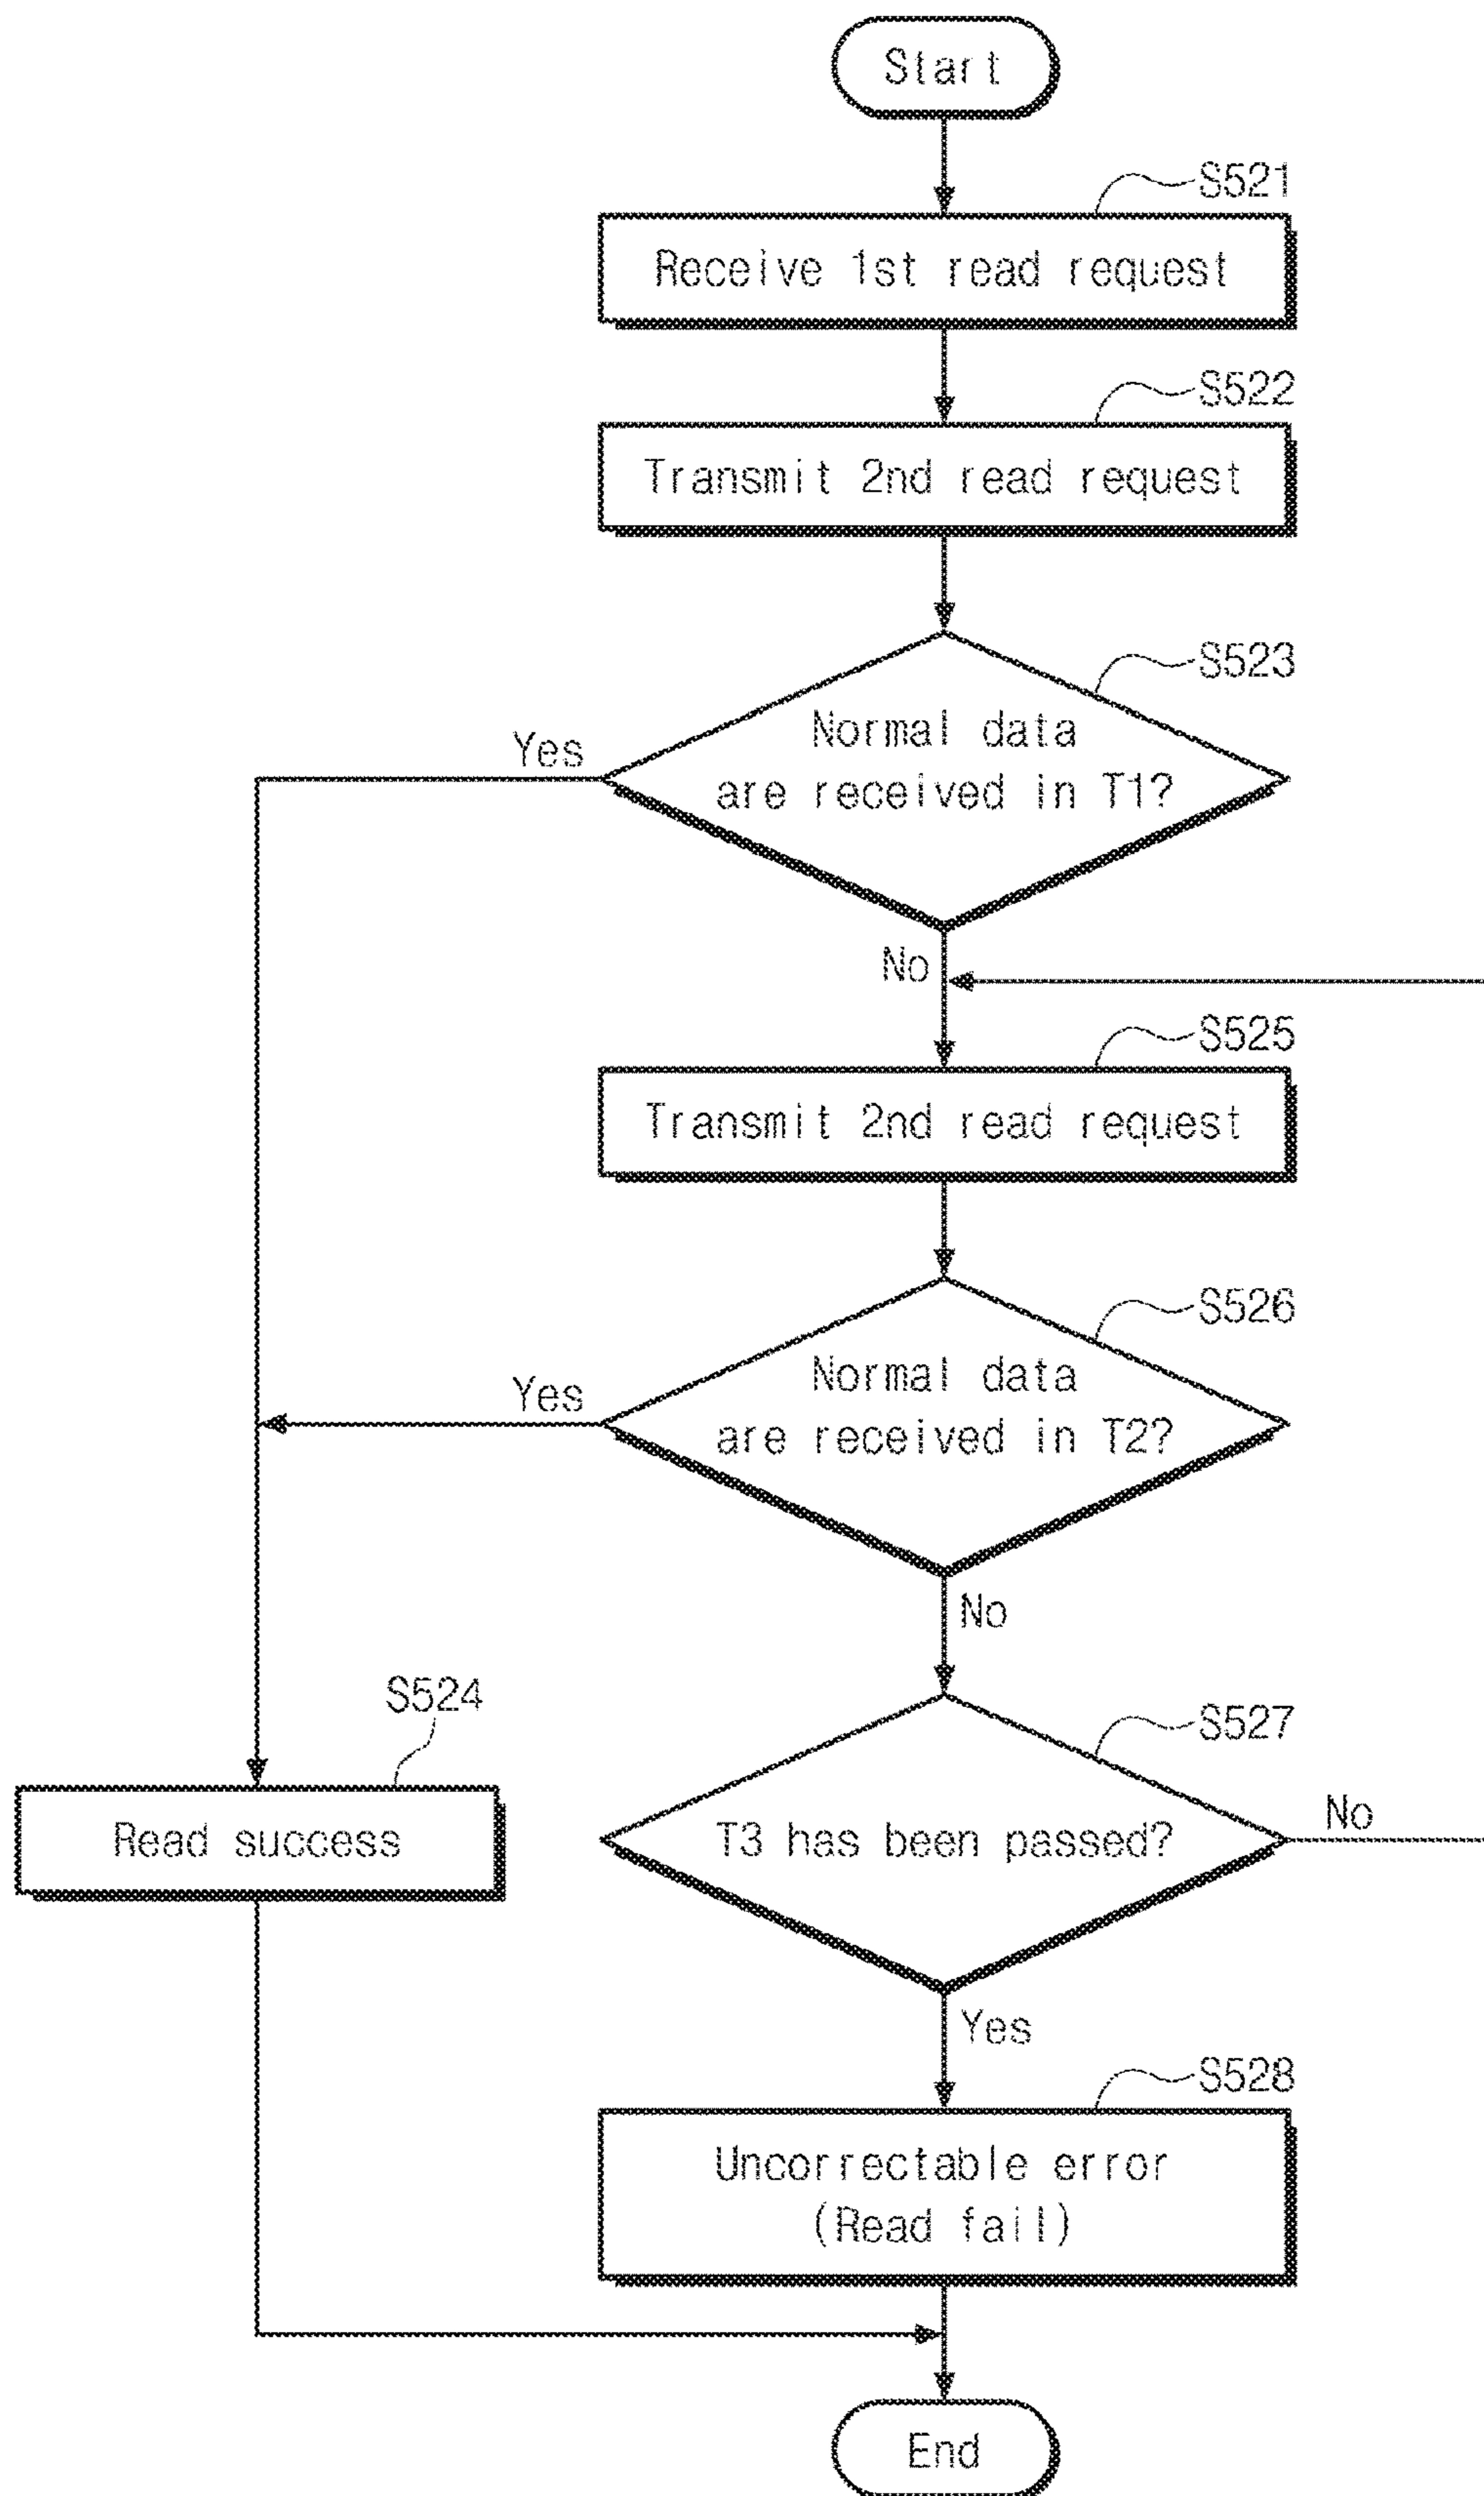 Start
S521
Receive 1st read request
S522
Transmit 2nd read request
S523
Normal data
are received in T1?
Yes
No
S525
Transmit 2nd read request
S526
Normal data
are received in T2?
Yes
No
S524
Read success
S527
T3 has been passed?
No
Yes
S528
Uncorrectable error
(Read fail)
End